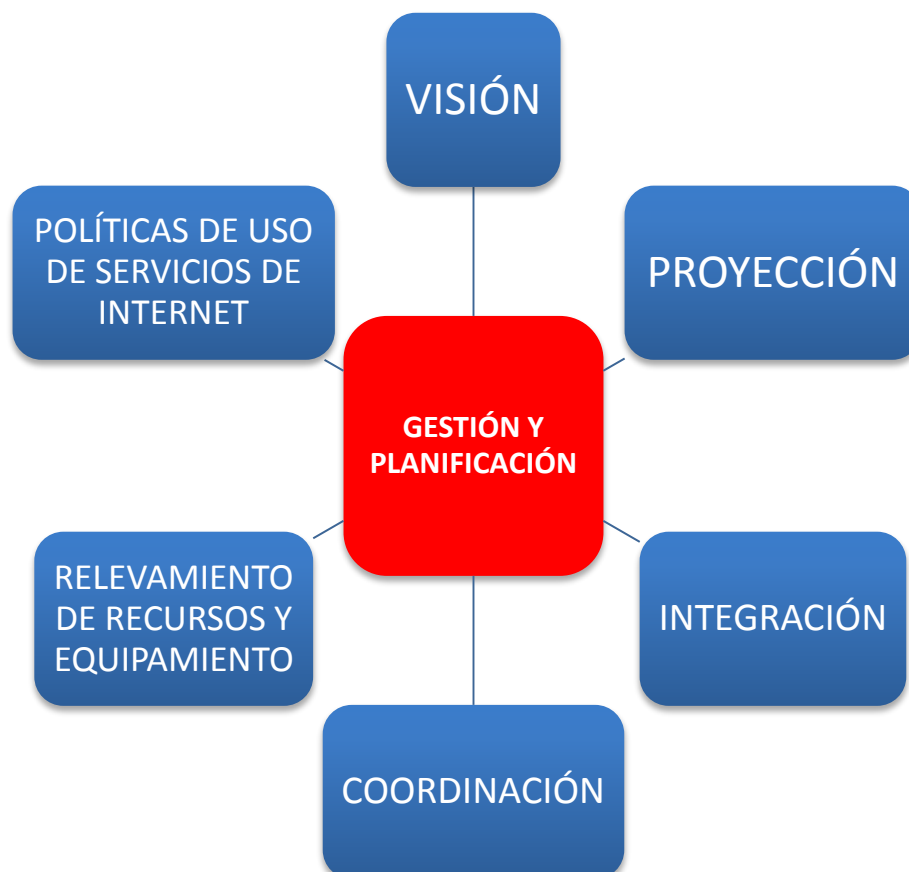 VISIÓN
PROYECCIÓN
INTEGRACIÓN
COORDINACIÓN
RELEVAMIENTO
DE RECURSOS Y
EQUIPAMIENTO
POLÍTICAS DE USO
DE SERVICIOS DE
INTERNET
GESTIÓN Y
PLANIFICACIÓN